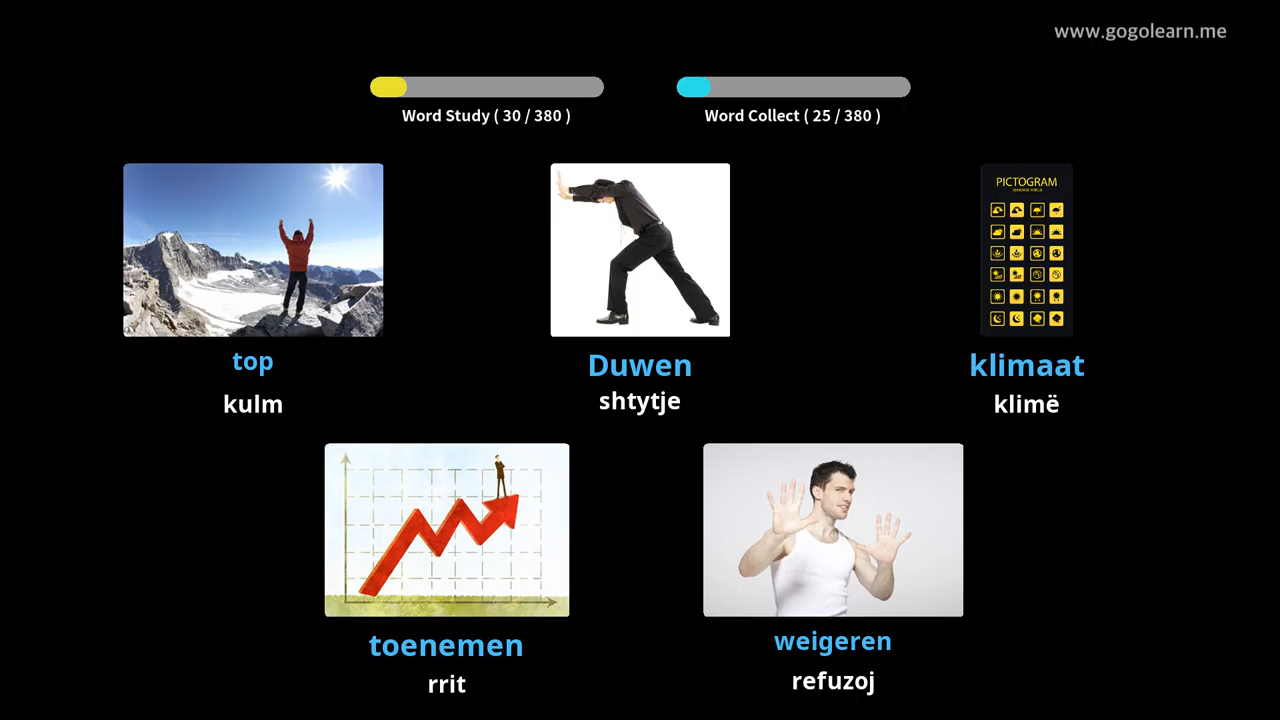 www.gogolearn.me
Word Study ( 30 / 380 )
Word Collect ( 25 / 380 )
PICTOGRAM
top
Duwen
klimaat
kulm
shtytje
klimë
toenemen
weigeren
rrit
refuzoj